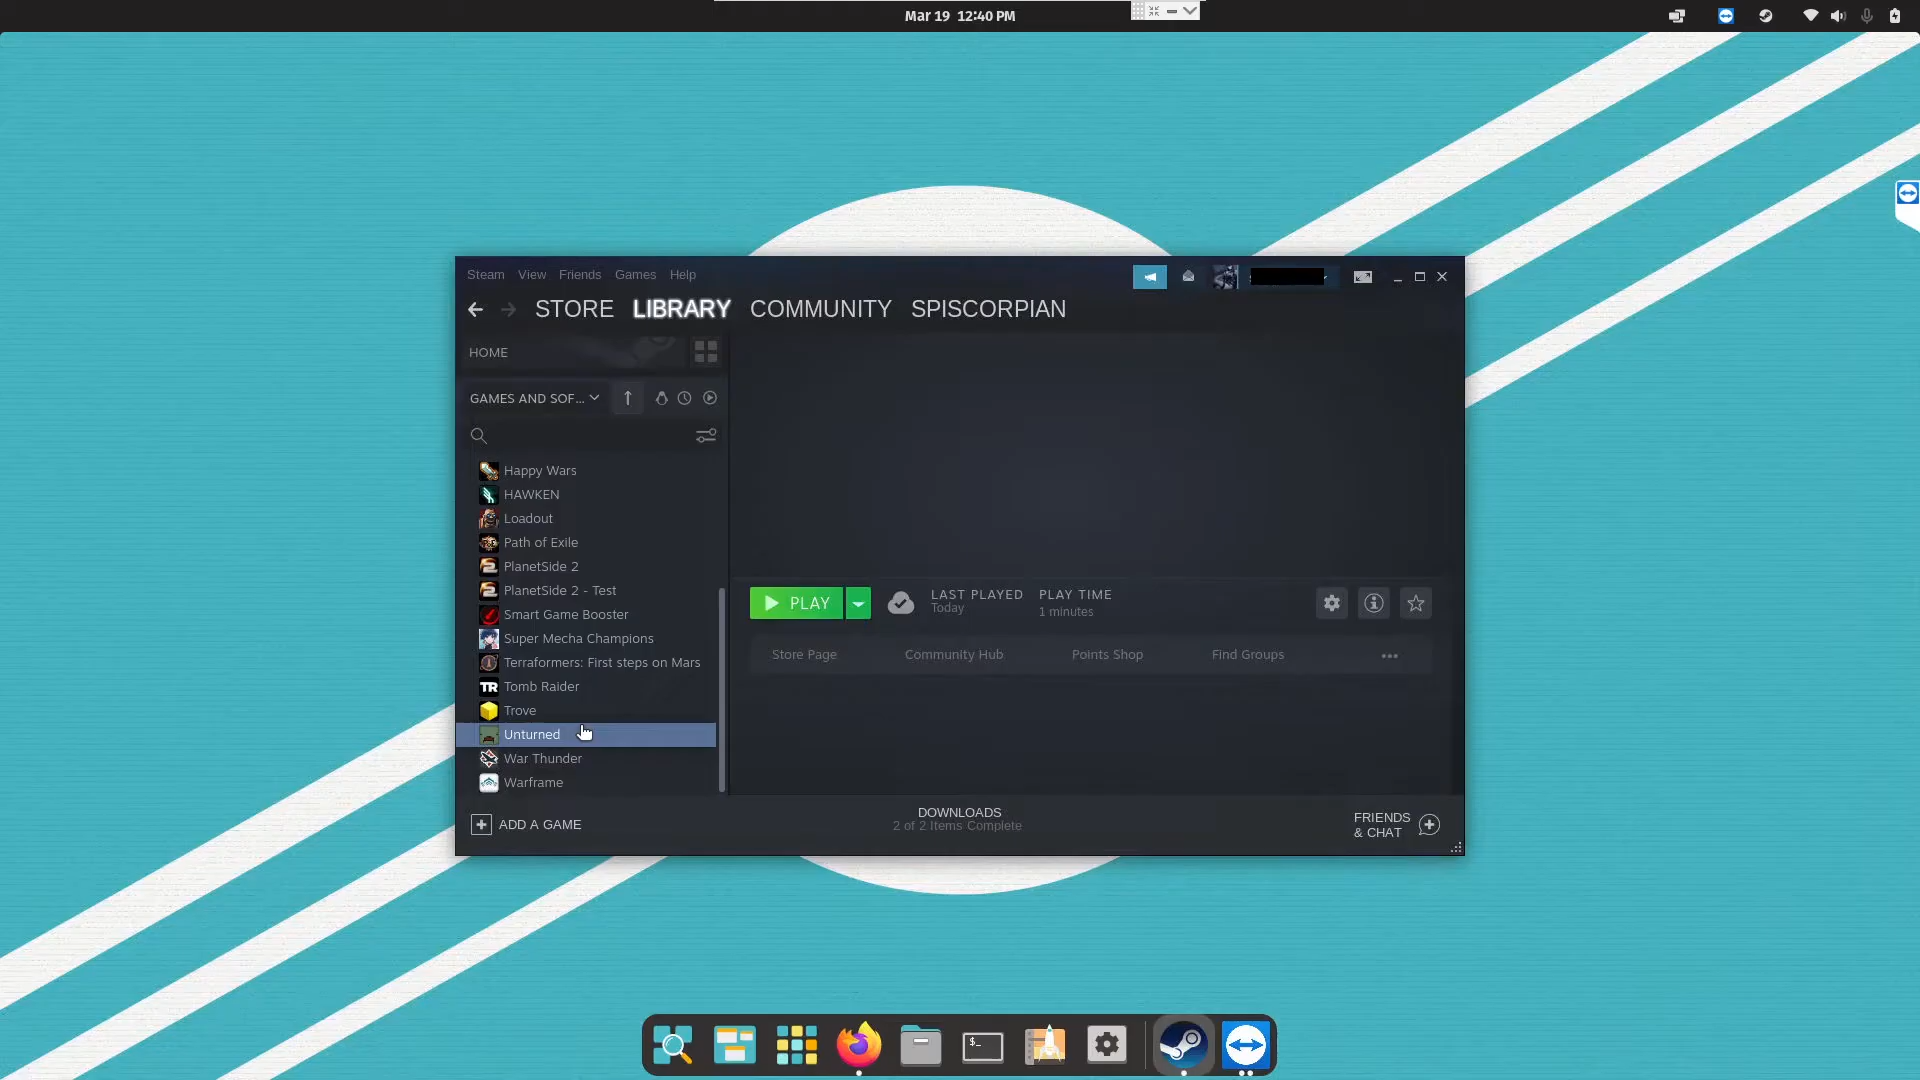 Mar 19 12:40 PM
Steam View Friends Games Help
STORE LIBRARY COMMUNITY SPISCORPIAN
HOME
GAMES AND SOF...
Happy Wars
HAWKEN
Loadout
Path of Exile
PlanetSide 2
PlanetSide 2 - Test
Smart Game Booster
Super Mecha Champions
Terraformers: First steps on Mars
TR Tomb Raider
Trove
Unturned
War Thunder
Warframe
PLAY
LAST PLAYED
Today
PLAY TIME
1 minutes
Store Page Community Hub Points Shop Find Groups
ADD A GAME
DOWNLOADS
2 of 2 Items Complete
FRIENDS
& CHAT
$_